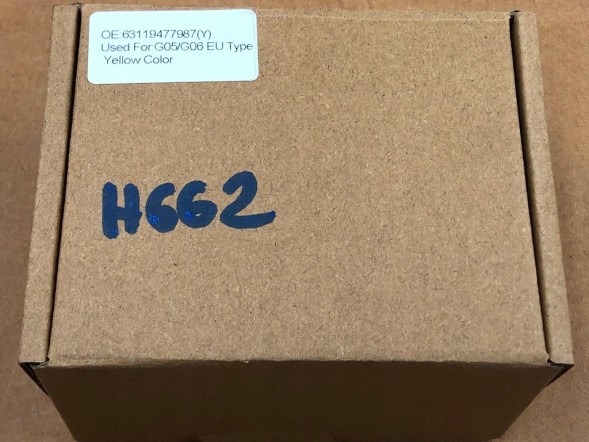 OE 63119477987(Y)
Used For G05/G06 EU Type
Yellow Color
H662